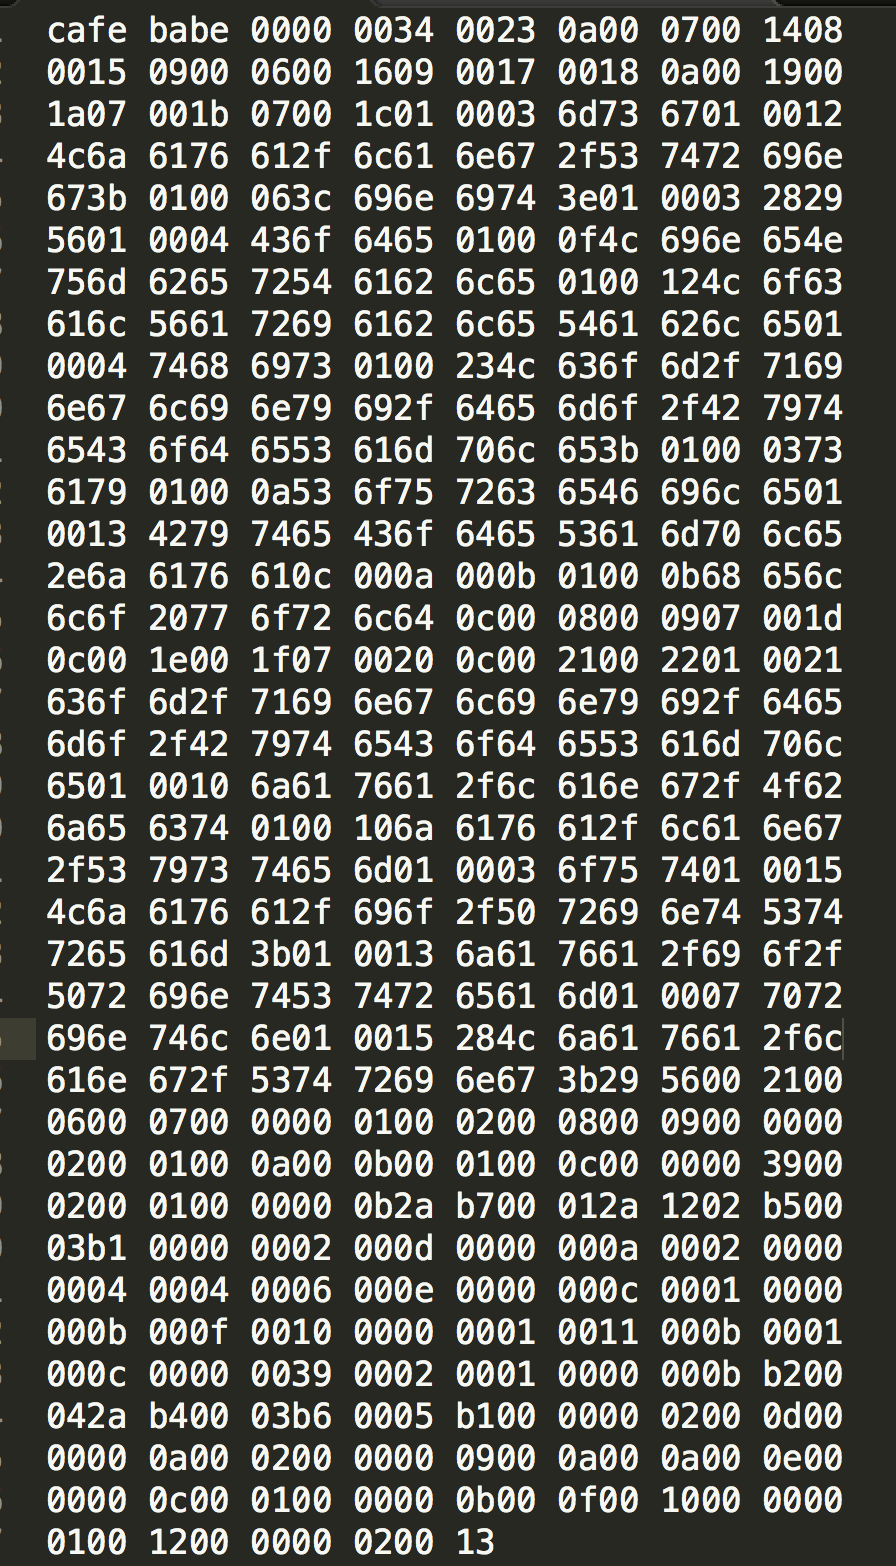 cafe babe 0000 0034 0023 0a00 0700 1408
0015 0900 0600 1609 0017 0018 0a00 1900
1a07 001b 0700 1c01 0003 6d73 6701 0012
4c6a 6176 612f 6c61 6e67 2f53 7472 696e
673b 0100 063c 696e 6974 3e01 0003 2829
5601 0004 436f 6465 0100 0f4c 696e 654e
756d 6265 7254 6162 6c65 0100 124c 6f63
616c 5661 7269 6162 6c65 5461 626c 6501
0004 7468 6973 0100 234c 636f 6d2f 7169
6e67 6c69 6e79 692f 6465 6d6f 2f42 7974
6543 6f64 6553 616d 706c 653b 0100 0373
6179 0100 0a53 6f75 7263 6546 696c 6501
0013 4279 7465 436f 6465 5361 6d70 6c65
2e6a 6176 610c 000a 000b 0100 0b68 656c
6c6f 2077 6f72 6c64 0c00 0800 0907 001d
0c00 1e00 1f07 0020 0c00 2100 2201 0021
636f 6d2f 7169 6e67 6c69 6e79 692f 6465
6d6f 2f42 7974 6543 6f64 6553 616d 706c
6501 0010 6a61 7661 2f6c 616e 672f 4f62
6a65 6374 0100 106a 6176 612f 6c61 6e67
2f53 7973 7465 6d01 0003 6f75 7401 0015
4c6a 6176 612f 696f 2f50 7269 6e74 5374
7265 616d 3b01 0013 6a61 7661 2f69 6f2f
5072 696e 7453 7472 6561 6d01 0007 7072
696e 746c 6e01 0015 284c 6a61 7661 2f6c
616e 672f 5374 7269 6e67 3b29 5600 2100
0600 0700 0000 0100 0200 0800 0900 0000
0200 0100 0a00 0b00 0100 0c00 0000 3900
0200 0100 0000 0b2a b700 012a 1202 b500
03b1 0000 0002 000d 0000 000a 0002 0000
0004 0004 0006 000e 0000 000c 0001 0000
000b 000f 0010 0000 0001 0011 000b 0001
000c 0000 0039 0002 0001 0000 000b b200
042a b400 03b6 0005 b100 0000 0200 0d00
0000 0a00 0200 0000 0900 0a00 0a00 0e00
0000 0c00 0100 0000 0b00 0f00 1000 0000
0100 1200 0000 0200 13